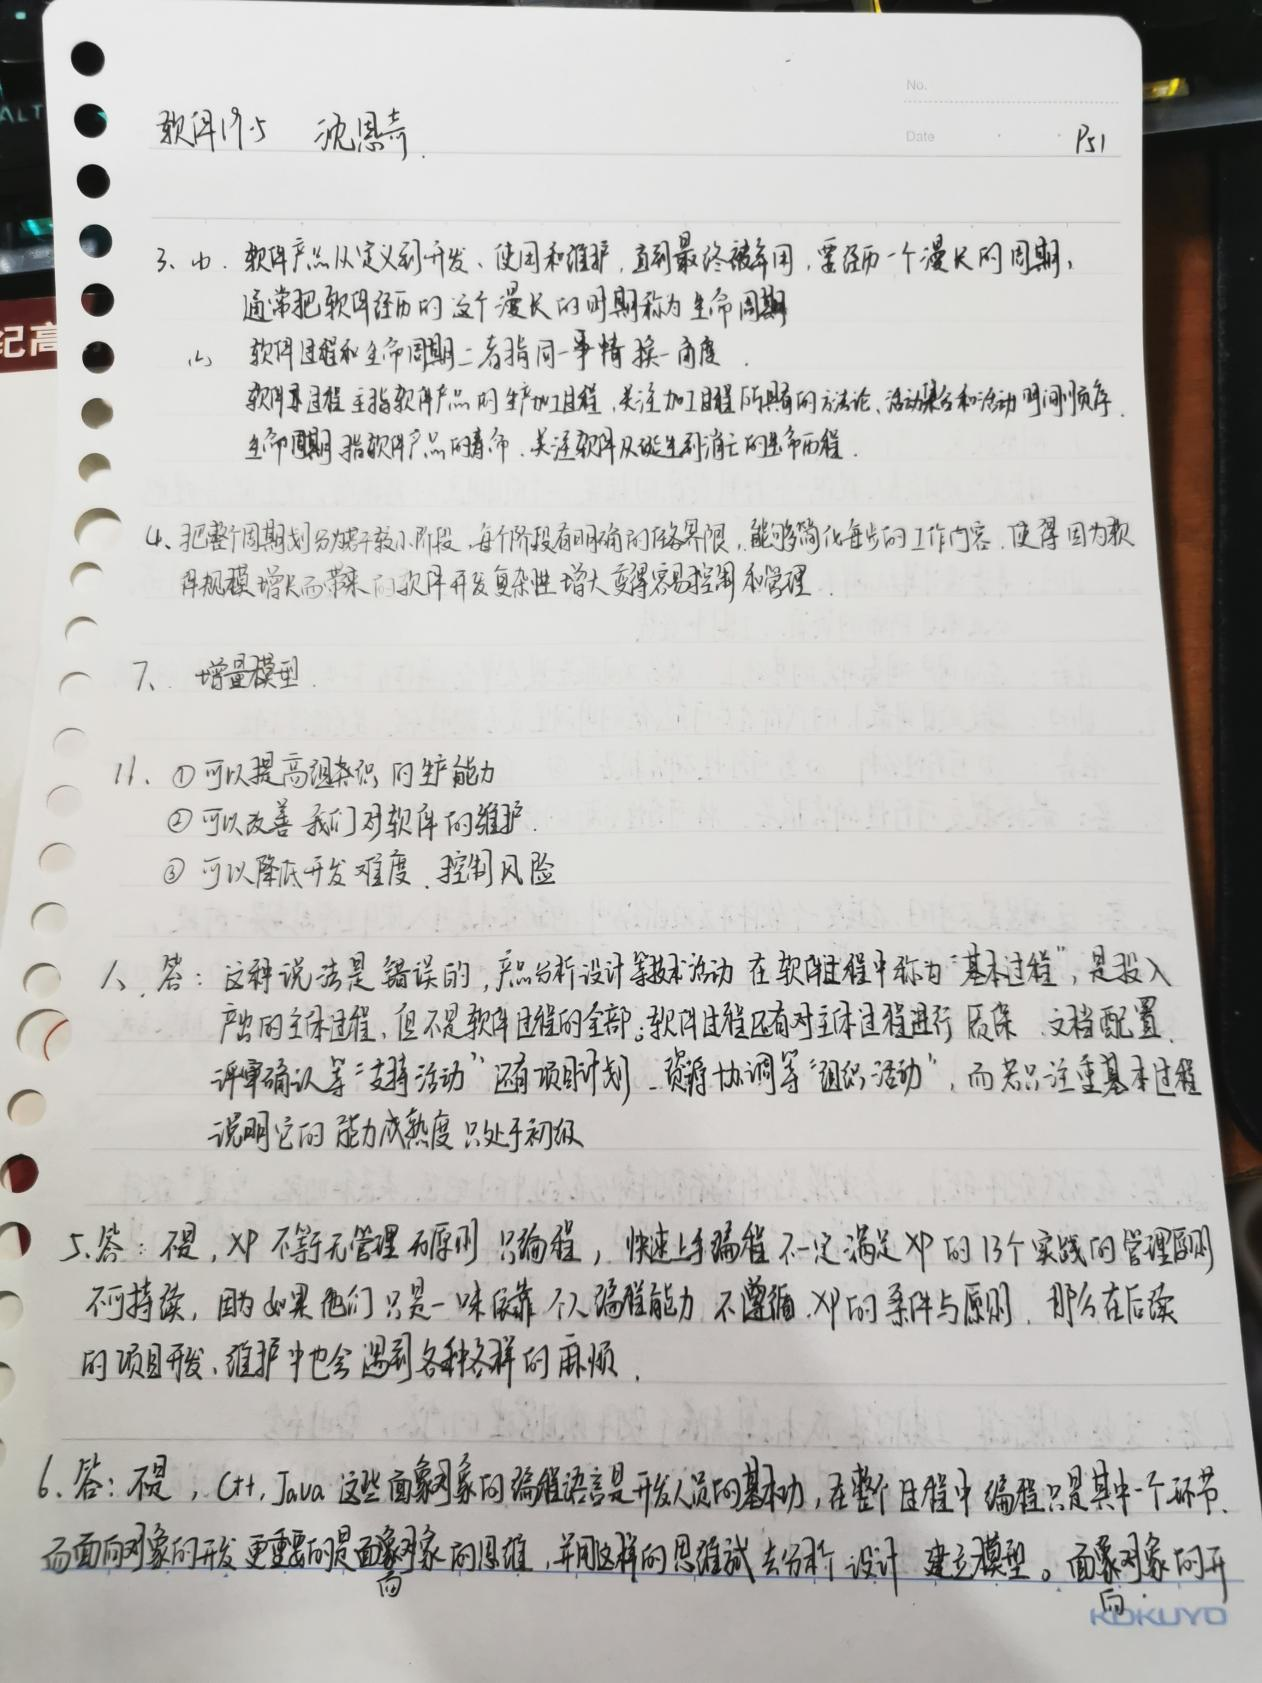 No.
Date
P51
软件19.5 沈恩奇.
3、(1). 软件产品从定义到开发、使用和维护,直到最终被弃用,要经历一个漫长的周期,
通常把软件经历的这个漫长的时期称为生命周期
(2) 软件过程和生命周期二者指同一事情换一角度.
软件过程主指软件产品的生产加工过程,关注加工过程所具有的方法论、活动集合和活动时间顺序.
生命周期指软件产品的寿命.关注软件从诞生到消亡的生命历程.
4、把整个周期划分为若干较小阶段,每个阶段有明确的任务界限,能够简化每步的工作内容.使得因为软
件规模增长而带来的软件开发复杂性增大变得容易控制和管理.
7、增量模型.
11、①可以提高组织的生产能力
②可以改善我们对软件的维护.
③可以降低开发难度、控制风险
1、答:这种说法是错误的,产品分析设计等技术活动在软件过程中称为“基本过程”,是投入
产出的主体过程,但不是软件过程的全部。软件过程还有对主体过程进行质保、文档配置、
评审确认等“支持活动”还有项目计划、资源协调等“组织活动”,而若只注重基本过程
说明它的能力成熟度只处于初级
5、答:不是,XP不等于无管理 无原则 只编程,快速上手编程不一定满足XP的13个实践的管理原则
不可持续,因为如果他们只是一味依靠个人编程能力不遵循XP的条件与原则,那么在后续
的项目开发、维护中也会遇到各种各样的麻烦.
6、答:不是,C++,Java这些面向对象的编程语言是开发人员的基本功,在整个过程中编程只是其中一个环节、
而面向对象的开发更重要的是面向对象的思维,并用这样的思维试去分析设计 建立模型。面向对象的开
KOKUYO